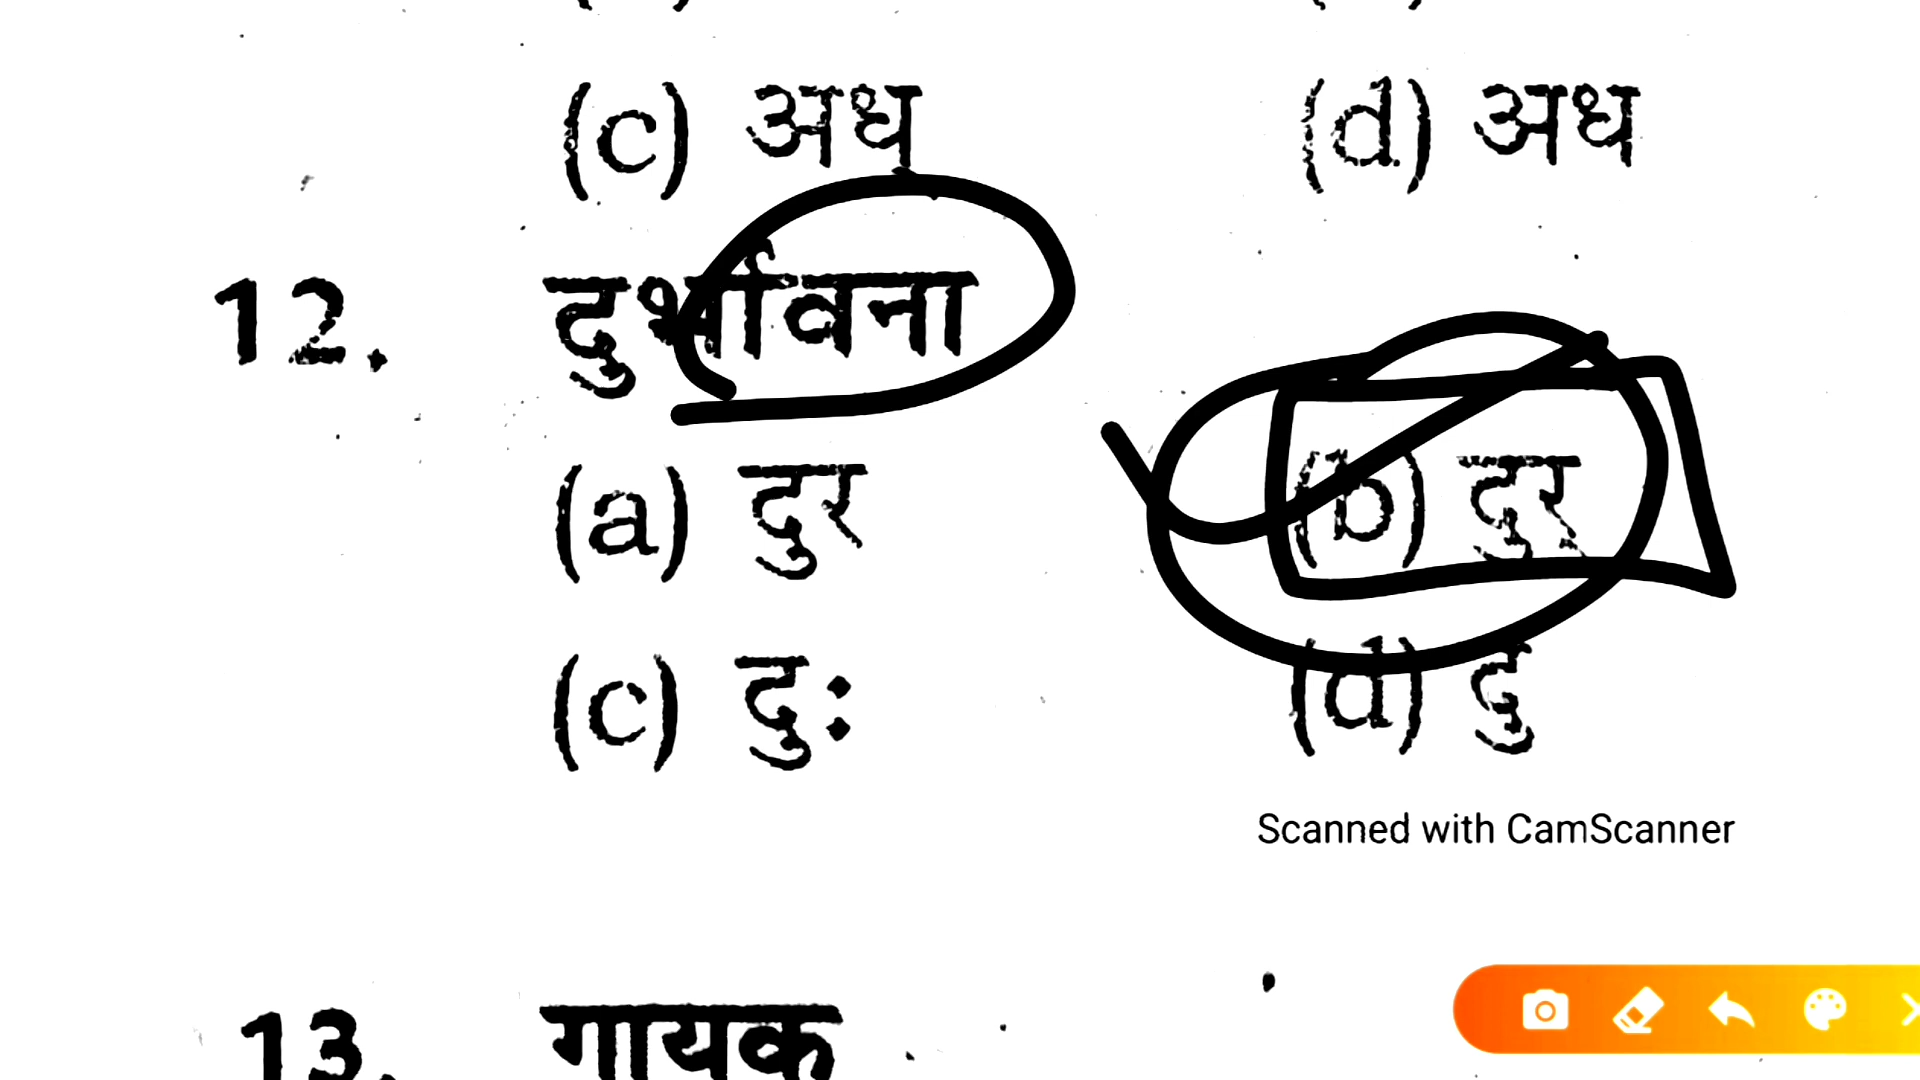 (c) अध् (d) अध
12. दुर्भावना
(a) दुर (b) दुर्
(c) दुः (d) दु
Scanned with CamScanner
13. गायक